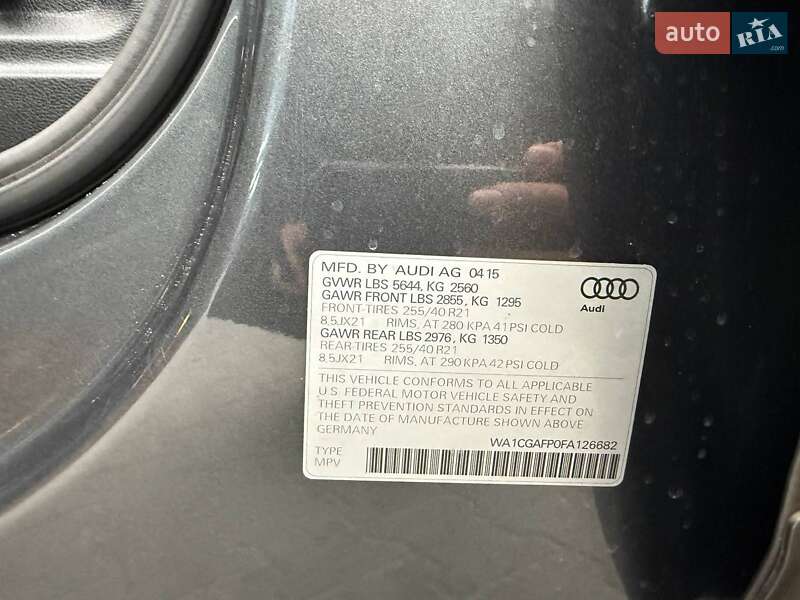 auto RIA .com
MFD. BY AUDI AG 04 15
GVWR LBS 5644, KG 2560
GAWR FRONT LBS 2855, KG 1295
FRONT-TIRES 255/40 R21
8,5JX21 RIMS, AT 280 KPA 41 PSI COLD
GAWR REAR LBS 2976, KG 1350
REAR-TIRES 255/40 R21
8,5JX21 RIMS, AT 290 KPA 42 PSI COLD
Audi
THIS VEHICLE CONFORMS TO ALL APPLICABLE
U.S. FEDERAL MOTOR VEHICLE SAFETY AND
THEFT PREVENTION STANDARDS IN EFFECT ON
THE DATE OF MANUFACTURE SHOWN ABOVE
GERMANY
WA1CGAFP0FA126682
TYPE
MPV